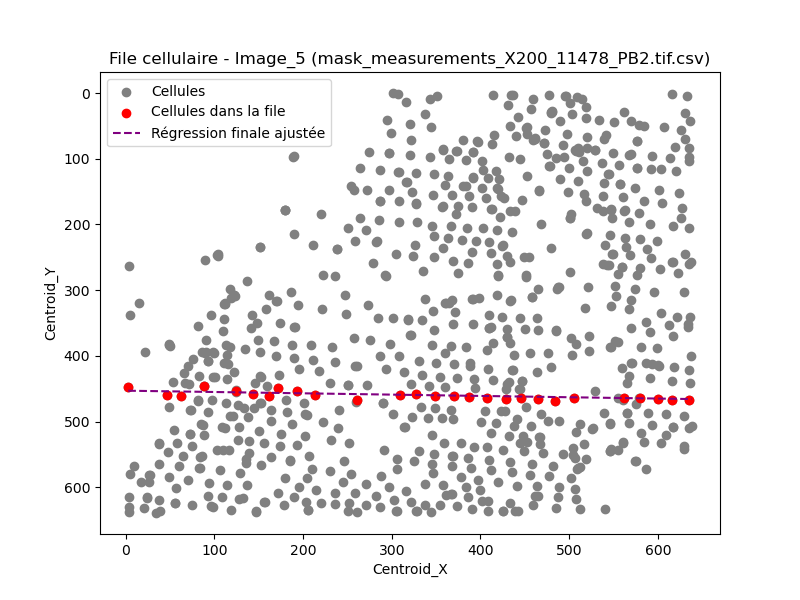 File cellulaire - Image_5 (mask_measurements_X200_11478_PB2.tif.csv)
Cellules
Cellules dans la file
Régression finale ajustée
0
100
200
300
400
500
600
Centroid_Y
0 100 200 300 400 500 600
Centroid_X